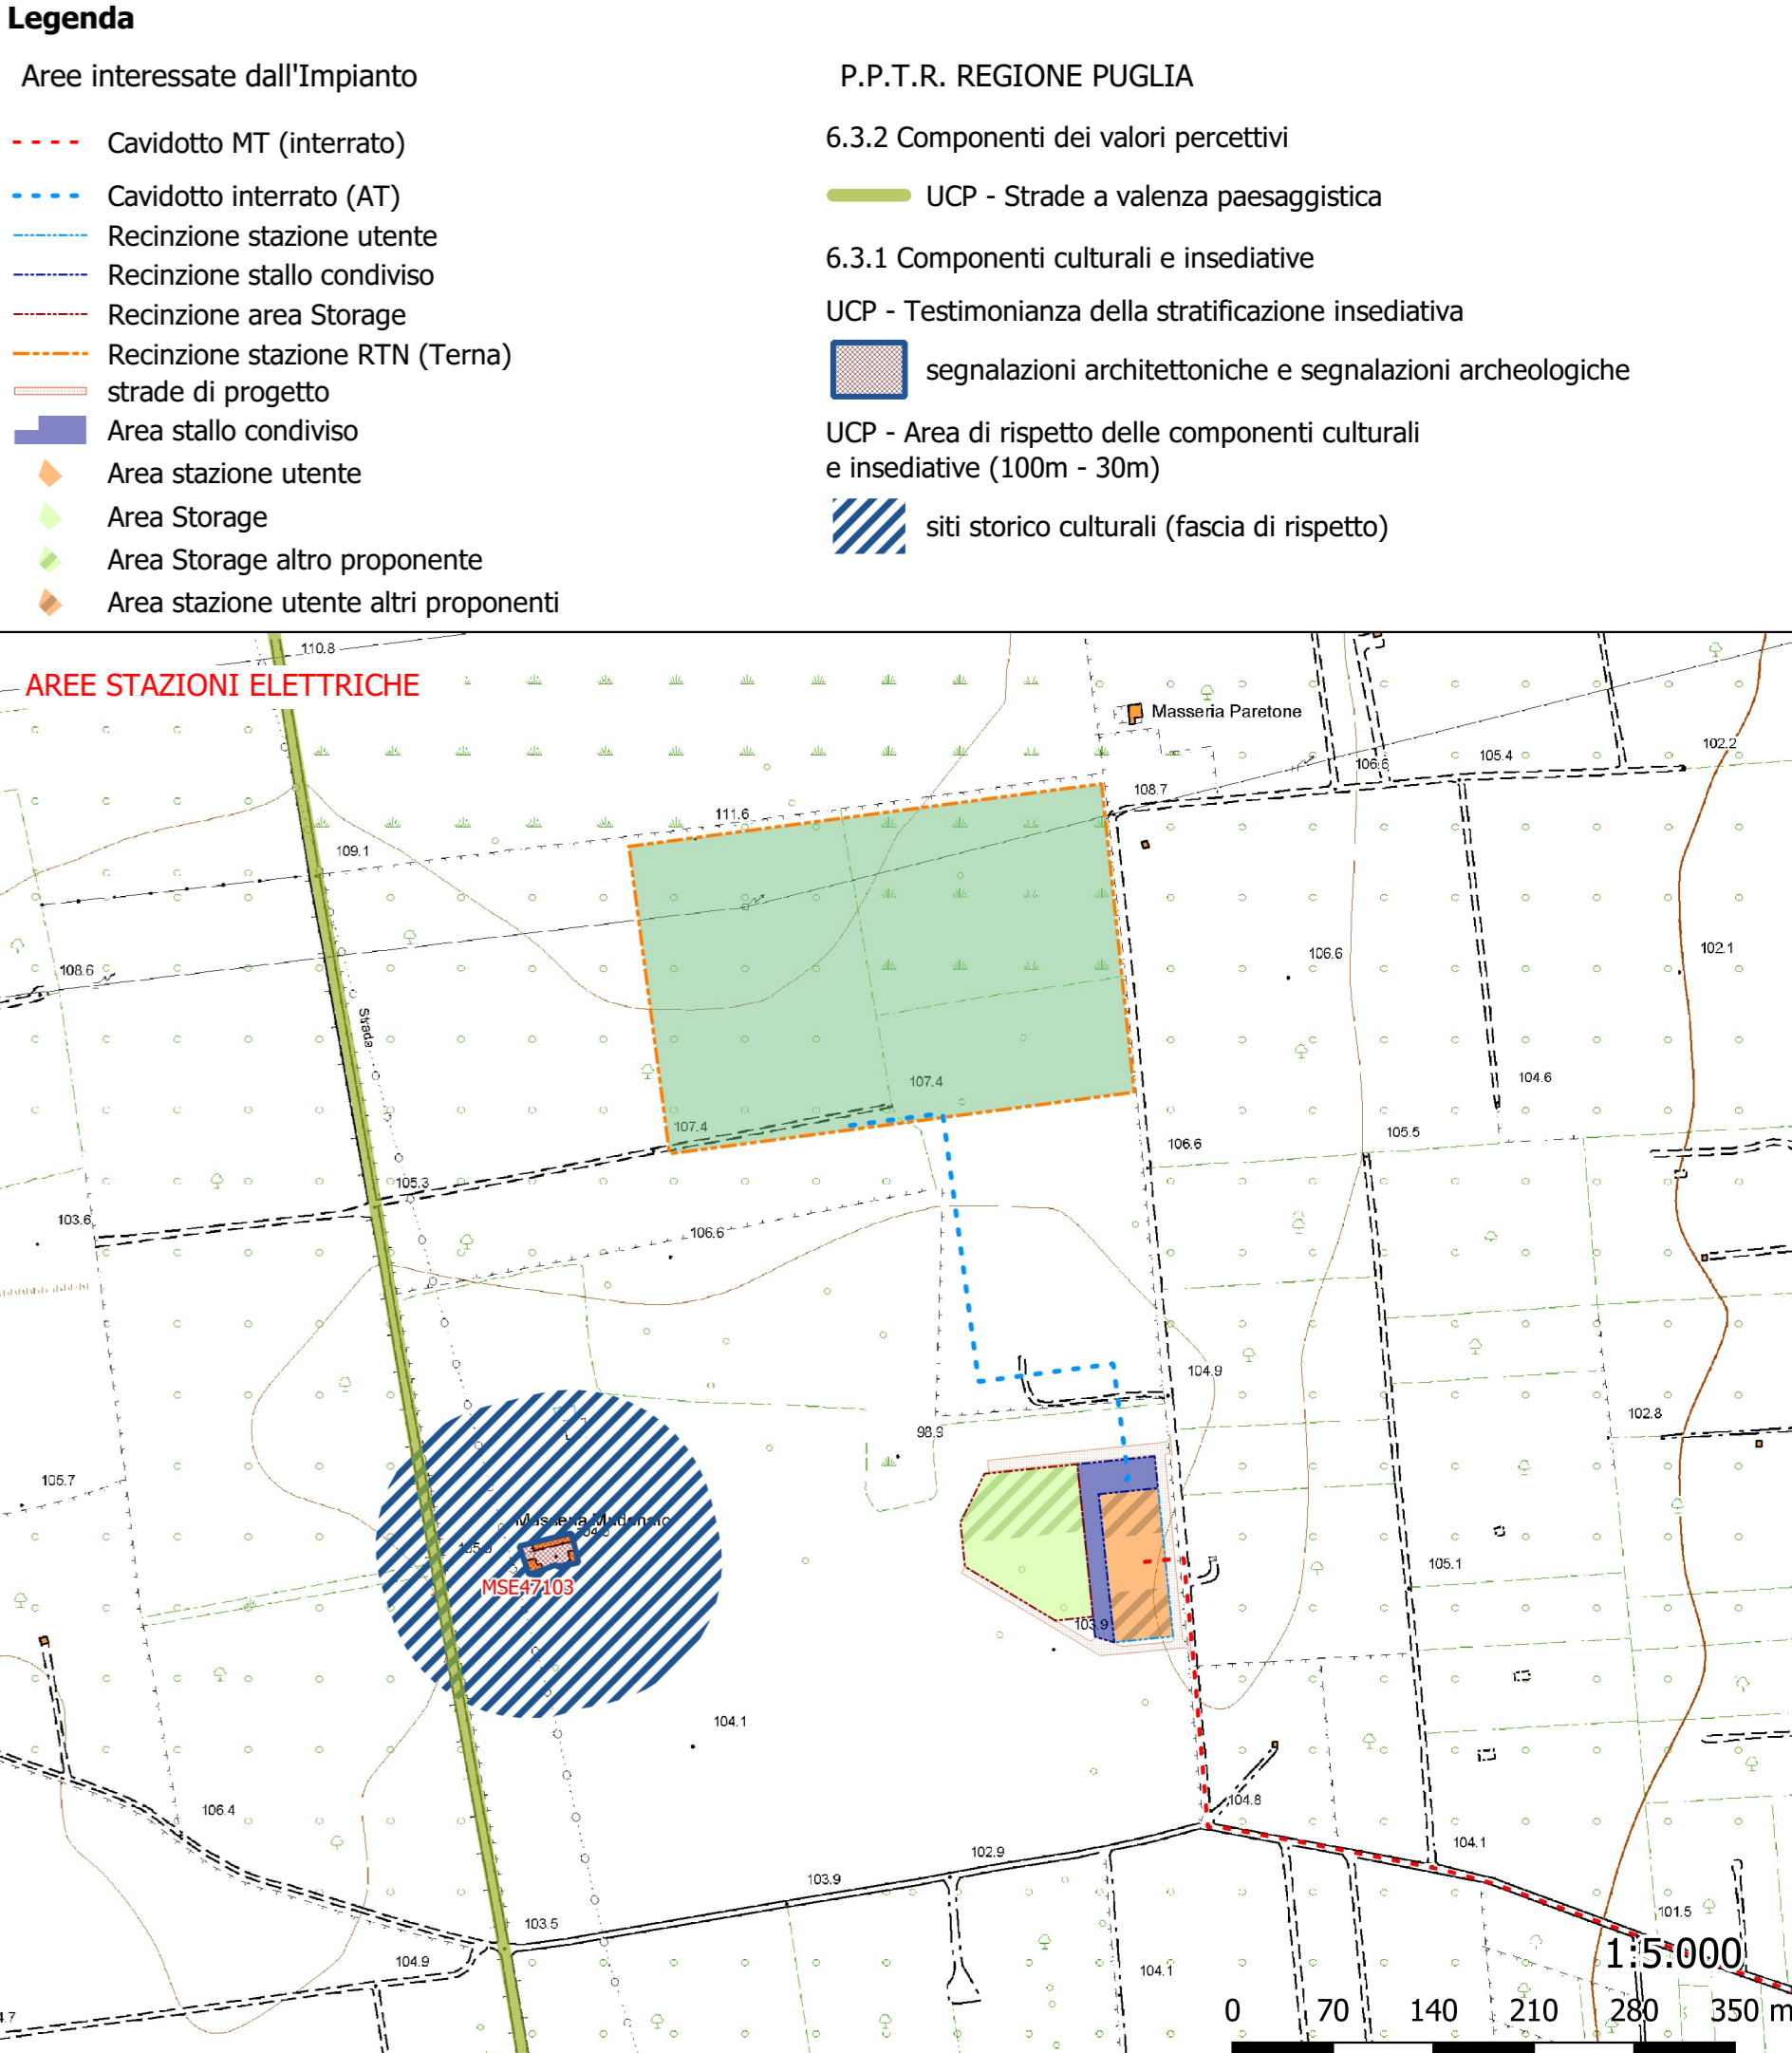 Legenda
Aree interessate dall'Impianto
Cavidotto MT (interrato)
Cavidotto interrato (AT)
Recinzione stazione utente
Recinzione stallo condiviso
Recinzione area Storage
Recinzione stazione RTN (Terna)
strade di progetto
Area stallo condiviso
Area stazione utente
Area Storage
Area Storage altro proponente
Area stazione utente altri proponenti
P.P.T.R. REGIONE PUGLIA
6.3.2 Componenti dei valori percettivi
UCP - Strade a valenza paesaggistica
6.3.1 Componenti culturali e insediative
UCP - Testimonianza della stratificazione insediativa
segnalazioni architettoniche e segnalazioni archeologiche
UCP - Area di rispetto delle componenti culturali
e insediative (100m - 30m)
siti storico culturali (fascia di rispetto)
110.8
AREE STAZIONI ELETTRICHE
Masseria Paretone
102.2
105.4
106.6
108.7
111.6
109.1
102.1
106.6
108.6
Strada
104.6
107.4
107.4
105.5
106.6
105.3
103.6
106.6
104.9
102.8
98.9
105.7
Masseria
105.1
MSE47103
103.9
104.1
104.8
106.4
104.1
102.9
103.9
101.5
103.5
1:5.000
104.9
104.1
0 70 140 210 280 350 m